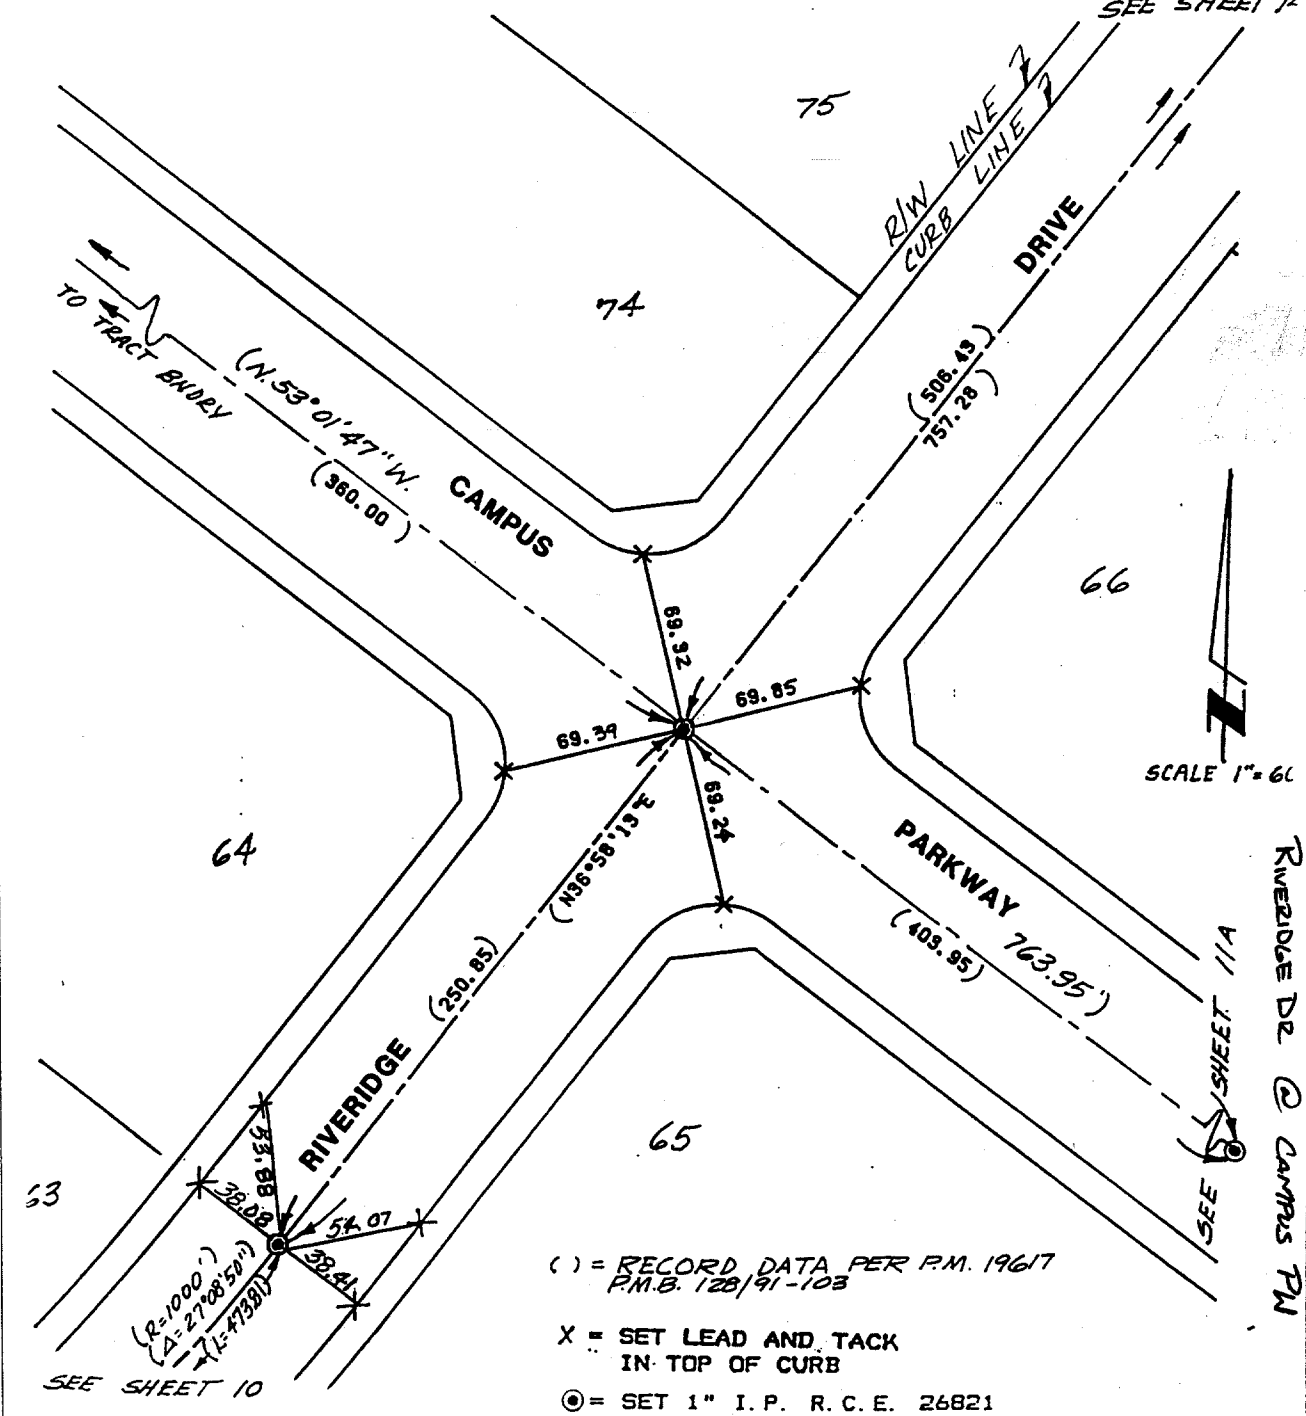 SEE SHEET
75
R/W LINE
CURB LINE
DRIVE
74
TO TRACT BNDRY
(N.53°01'47"W.
(360.00)
CAMPUS
(506.43)
757.28)
66
69.92
69.85
69.39
69.24
SCALE 1"=60
64
(N36°58'13"E
PARKWAY
(403.95)
763.95')
(250.85)
RIVERIDGE
RIVERIDGE DR @ CAMPUS PW
SEE SHEET 11A
65
63
53.88
38.08
54.07
38.41
(R=1000')
(Δ=27°08'50")
(L=473.81)
SEE SHEET 10
( ) = RECORD DATA PER P.M. 19617
P.M.B. 128/91-103
X = SET LEAD AND TACK
IN TOP OF CURB
= SET 1" I.P. R.C.E. 26821